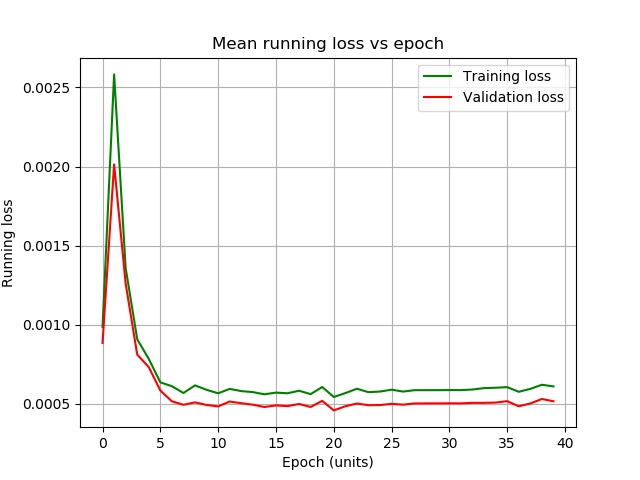 Mean running loss vs epoch
Training loss
Validation loss
0.0025
0.0020
0.0015
0.0010
0.0005
Running loss
0 5 10 15 20 25 30 35 40
Epoch (units)